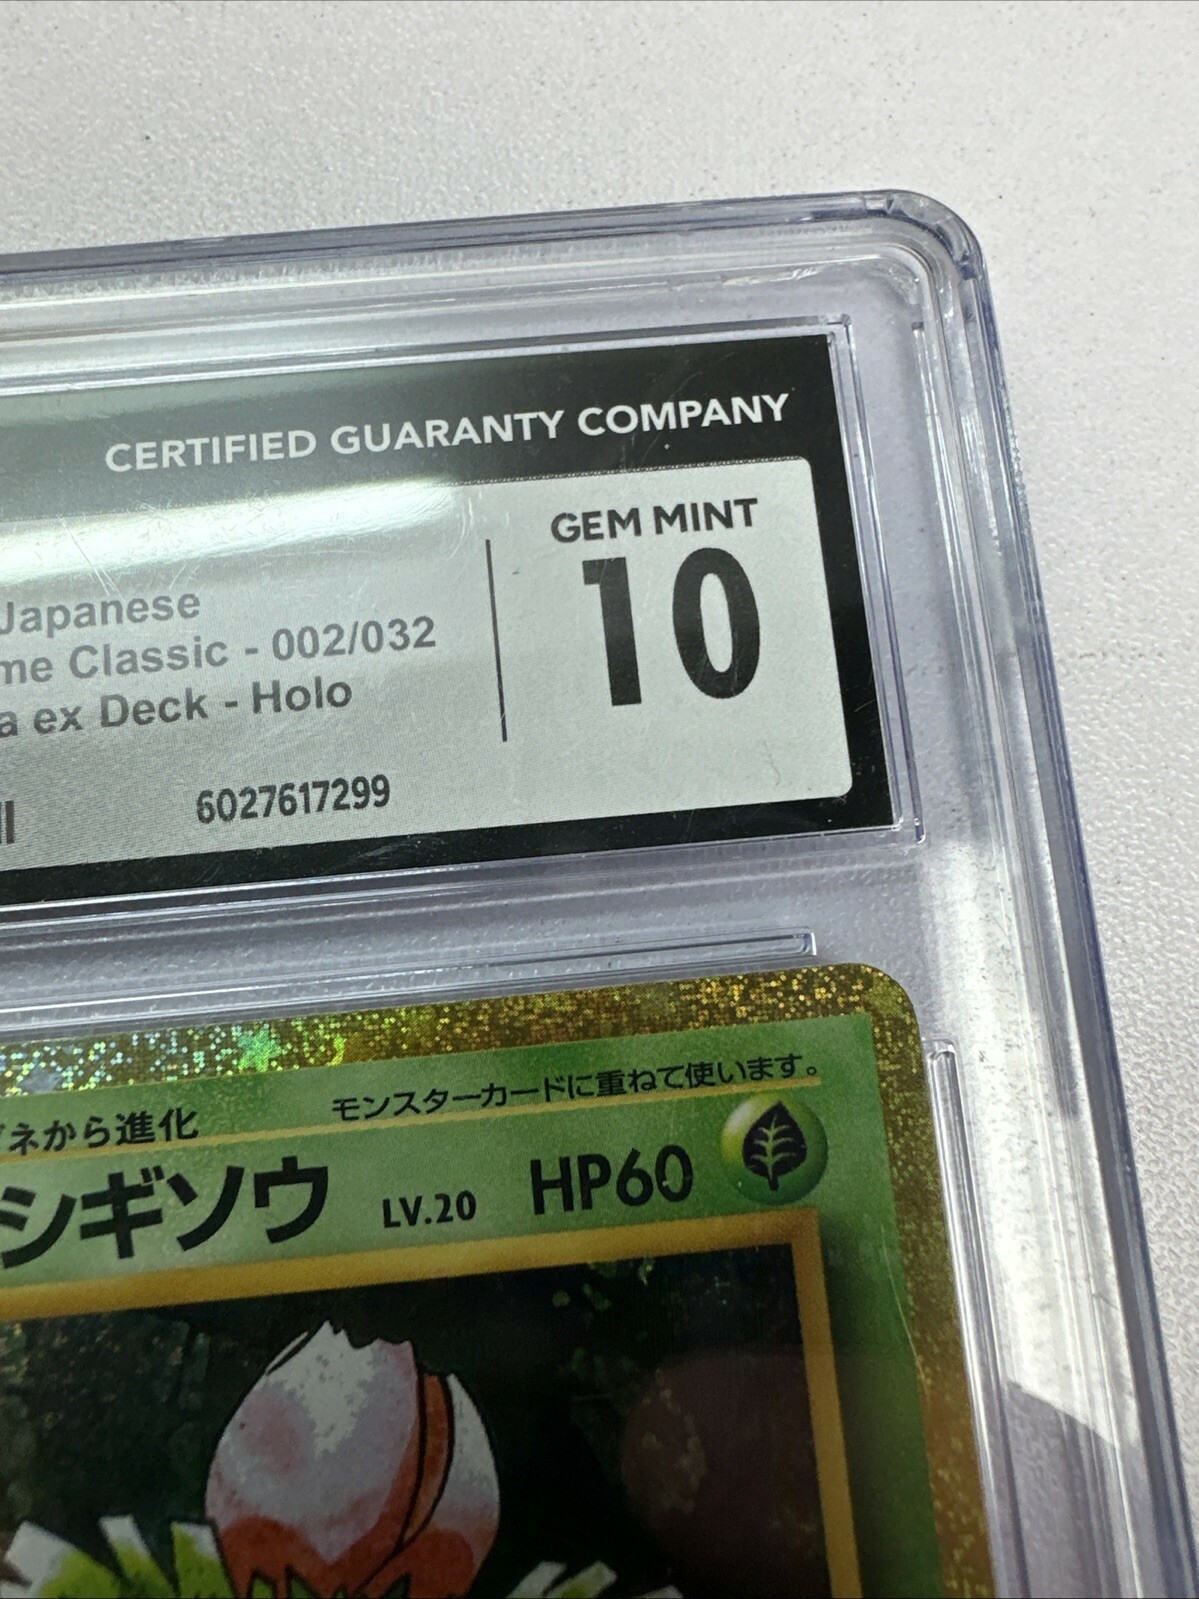 CERTIFIED GUARANTY COMPANY
GEM MINT
10
Japanese
me Classic - 002/032
a ex Deck - Holo
6027617299
ネから進化
モンスターカードに重ねて使います。
シギソウ LV.20 HP60